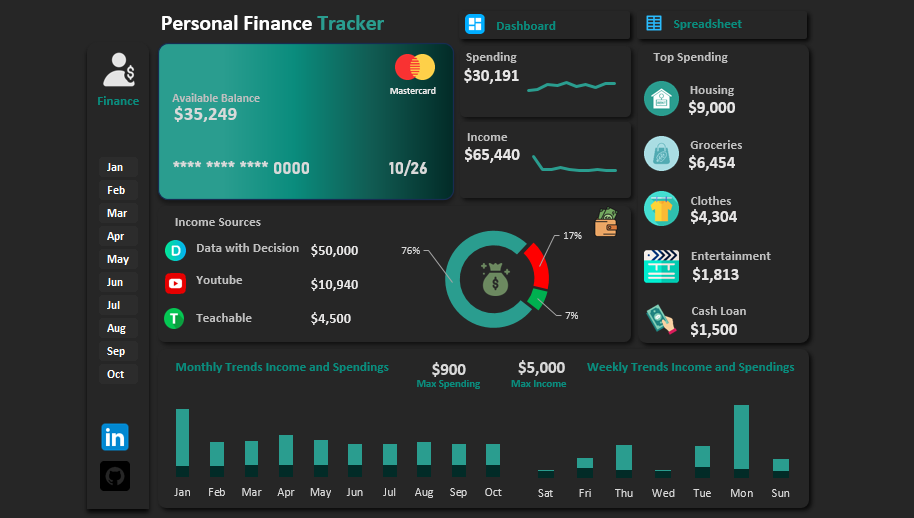 Personal Finance Tracker
Dashboard
Spreadsheet
Finance
Jan
Feb
Mar
Apr
May
Jun
Jul
Aug
Sep
Oct
Mastercard
Available Balance
$35,249
**** **** **** 0000
10/26
Spending
$30,191
Income
$65,440
Top Spending
Housing
$9,000
Groceries
$6,454
Clothes
$4,304
Entertainment
$1,813
Cash Loan
$1,500
Income Sources
D Data with Decision $50,000
Youtube $10,940
T Teachable $4,500
76%
17%
7%
$
in
Monthly Trends Income and Spendings
$900
Max Spending
$5,000
Max Income
Weekly Trends Income and Spendings
Jan Feb Mar Apr May Jun Jul Aug Sep Oct
Sat Fri Thu Wed Tue Mon Sun